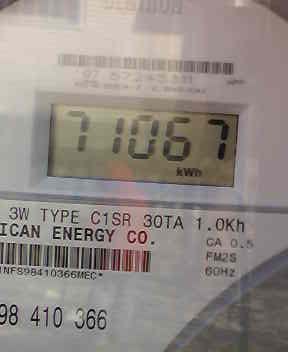 71067
kWh
3W TYPE C1SR 30TA 1.0Kh
ICAN ENERGY CO.
CA 0.5
FM2S
60Hz
1NFS98410366MEC*
98 410 366